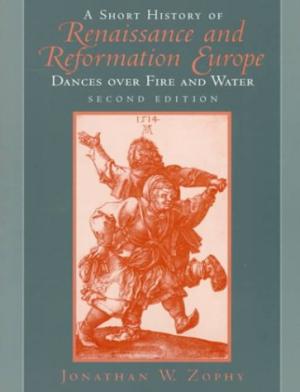 A Short History of
Renaissance and
Reformation Europe
Dances over Fire and Water
Second Edition
1514
Jonathan W. Zophy